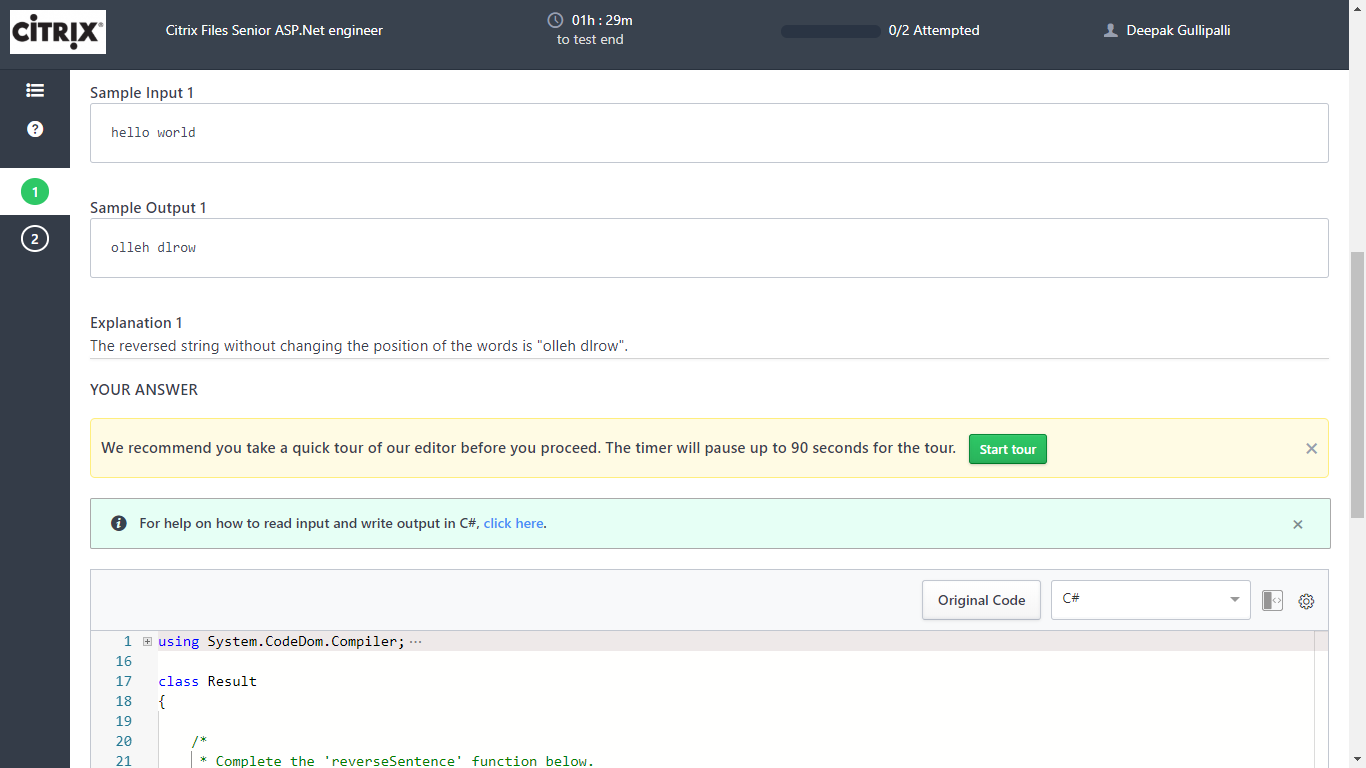 CITRIX
Citrix Files Senior ASP.Net engineer
01h : 29m
to test end
0/2 Attempted
Deepak Gullipalli
?
1
2
Sample Input 1
hello world
Sample Output 1
olleh dlrow
Explanation 1
The reversed string without changing the position of the words is "olleh dlrow".
YOUR ANSWER
We recommend you take a quick tour of our editor before you proceed. The timer will pause up to 90 seconds for the tour. Start tour
For help on how to read input and write output in C#, click here.
Original Code C#
1 using System.CodeDom.Compiler; ...
16
17 class Result
18 {
19
20 /*
21 * Complete the 'reverseSentence' function below.